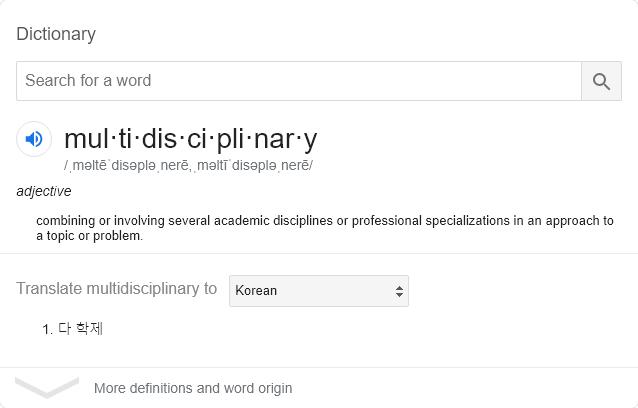 Dictionary
Search for a word
mul·ti·dis·ci·pli·nar·y
/ˌməltēˈdisəpləˌnerē,ˌməltīˈdisəpləˌnerē/
adjective
combining or involving several academic disciplines or professional specializations in an approach to
a topic or problem.
Translate multidisciplinary to Korean
1. 다 학제
More definitions and word origin